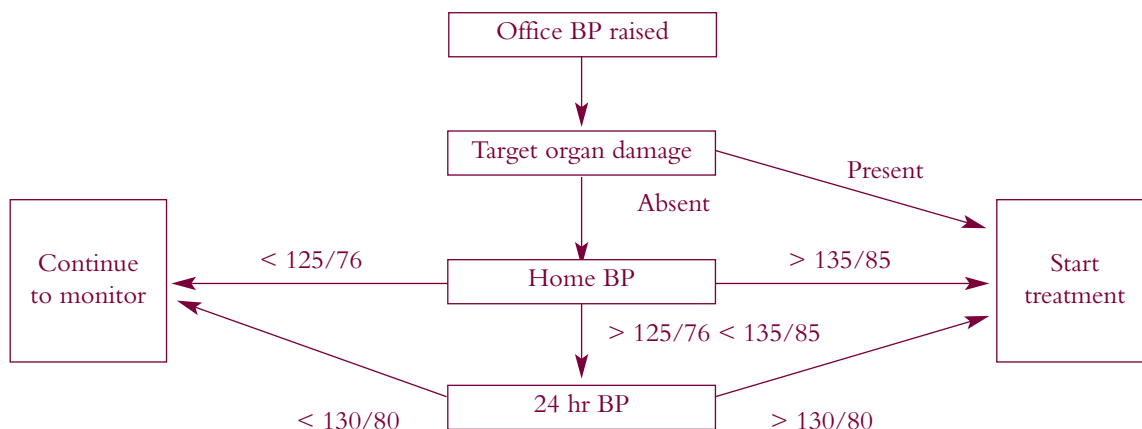 Office BP raised
Target organ damage
Present
Absent
Continue
to monitor
< 125/76
Home BP
> 135/85
Start
treatment
> 125/76 < 135/85
< 130/80
24 hr BP
> 130/80